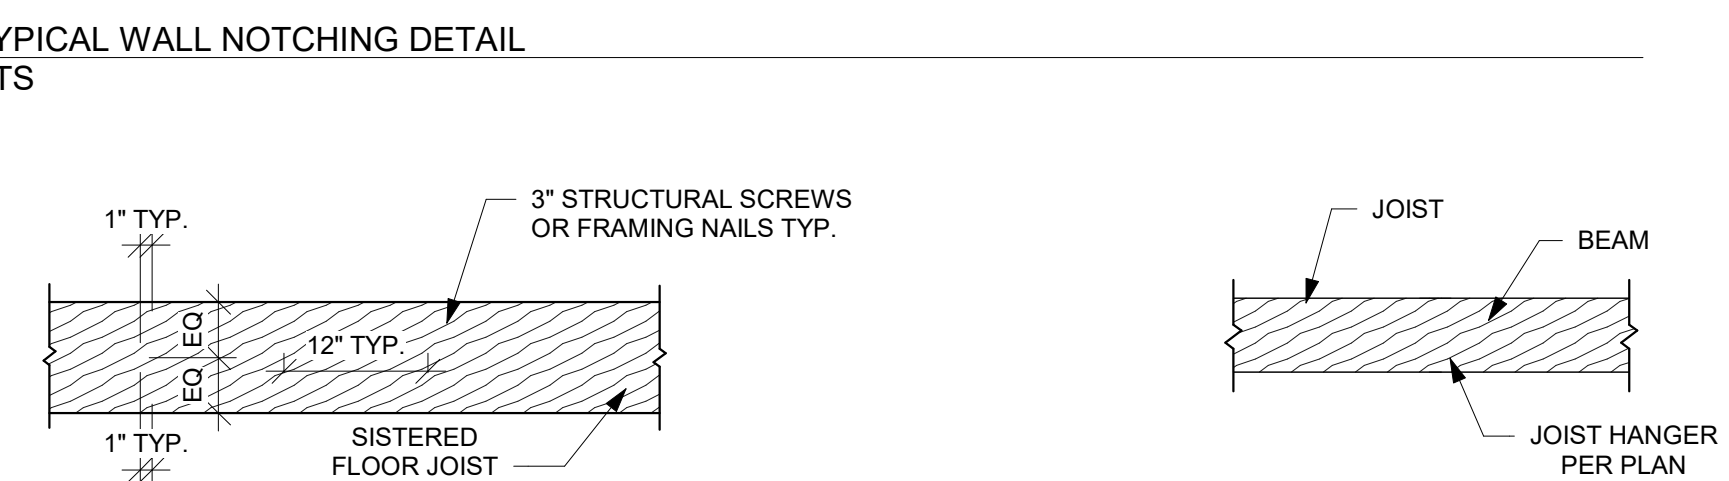 YPICAL WALL NOTCHING DETAIL
TS
1" TYP.
3" STRUCTURAL SCREWS
OR FRAMING NAILS TYP.
EQ
12" TYP.
EQ
1" TYP.
SISTERED
FLOOR JOIST
JOIST
BEAM
JOIST HANGER
PER PLAN